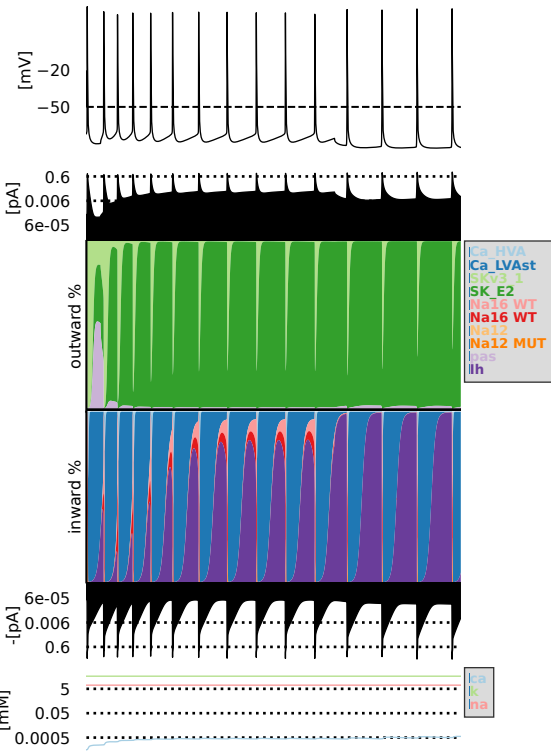 [mV]
−20
−50
[pA]
0.6
0.006
6e-05
outward %
Ca_HVA
Ca_LVAst
SKv3_1
SK_E2
Na16 WT
Na16 WT
Na12
Na12 MUT
pas
Ih
inward %
-[pA]
6e-05
0.006
0.6
[mM]
5
0.05
0.0005
ca
k
na